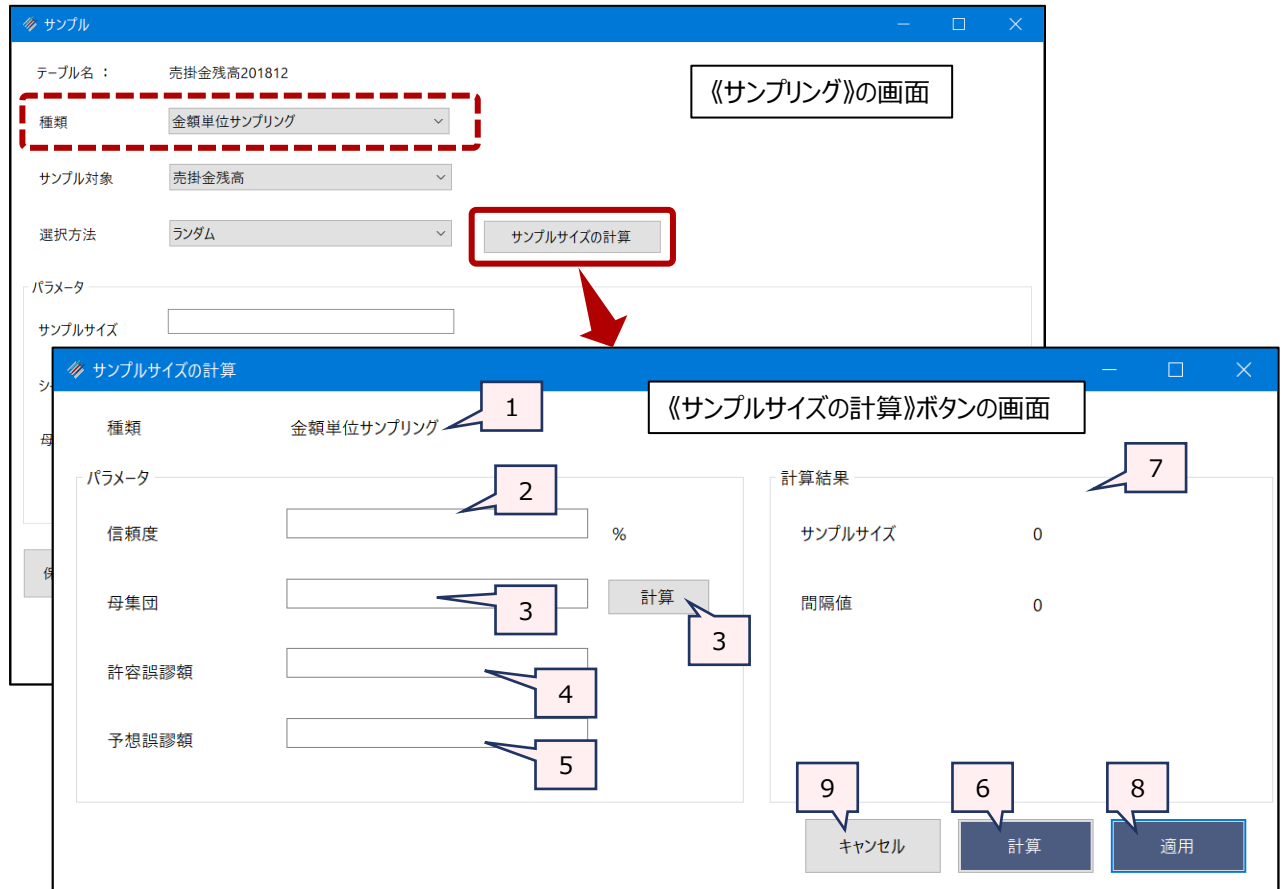 サンプル
テーブル名 ： 売掛金残高201812
《サンプリング》の画面
種類 金額単位サンプリング
サンプル対象 売掛金残高
選択方法 ランダム サンプルサイズの計算
パラメータ
サンプルサイズ
シ
母
保
サンプルサイズの計算
《サンプルサイズの計算》ボタンの画面
種類 金額単位サンプリング 1
パラメータ
2
信頼度 %
母集団 3 計算 3
許容誤謬額 4
予想誤謬額 5
計算結果 7
サンプルサイズ 0
間隔値 0
9 6 8
キャンセル 計算 適用